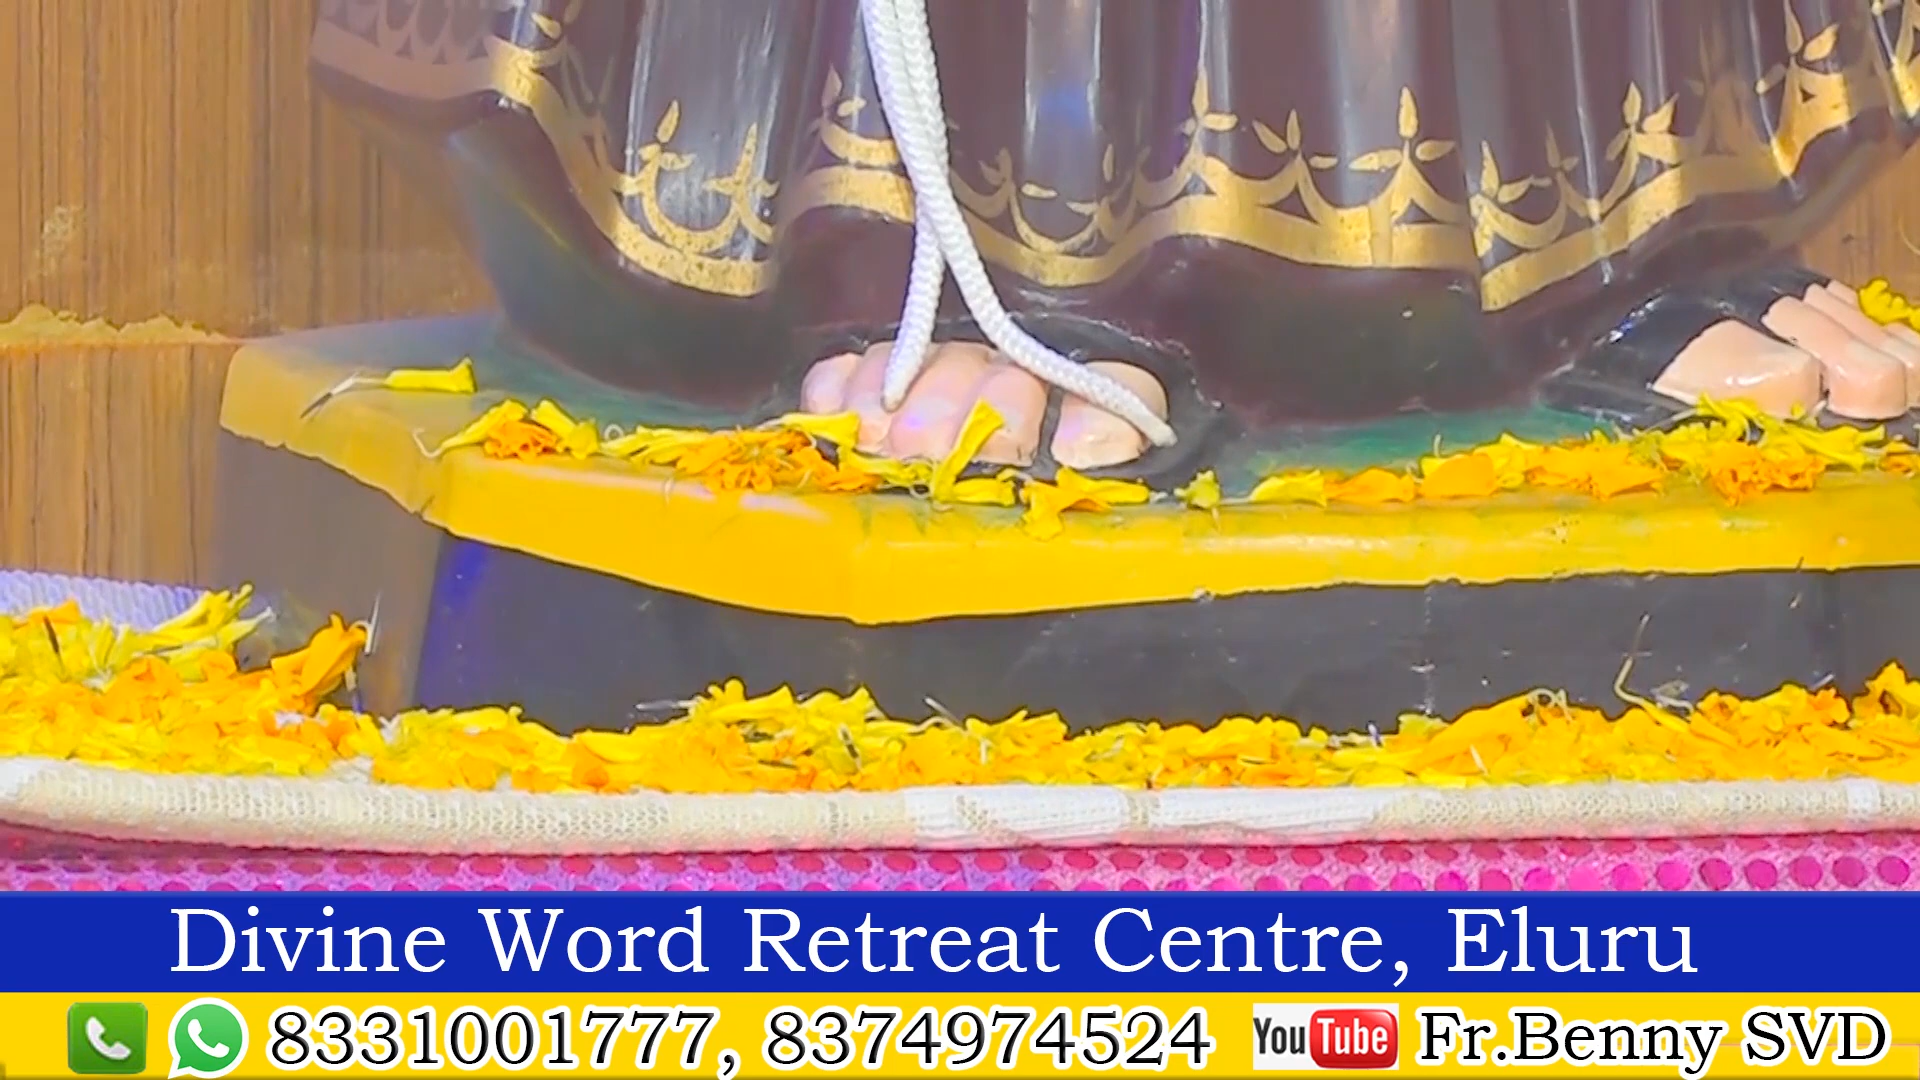 Divine Word Retreat Centre, Eluru
8331001777, 8374974524 YouTube Fr.Benny SVD